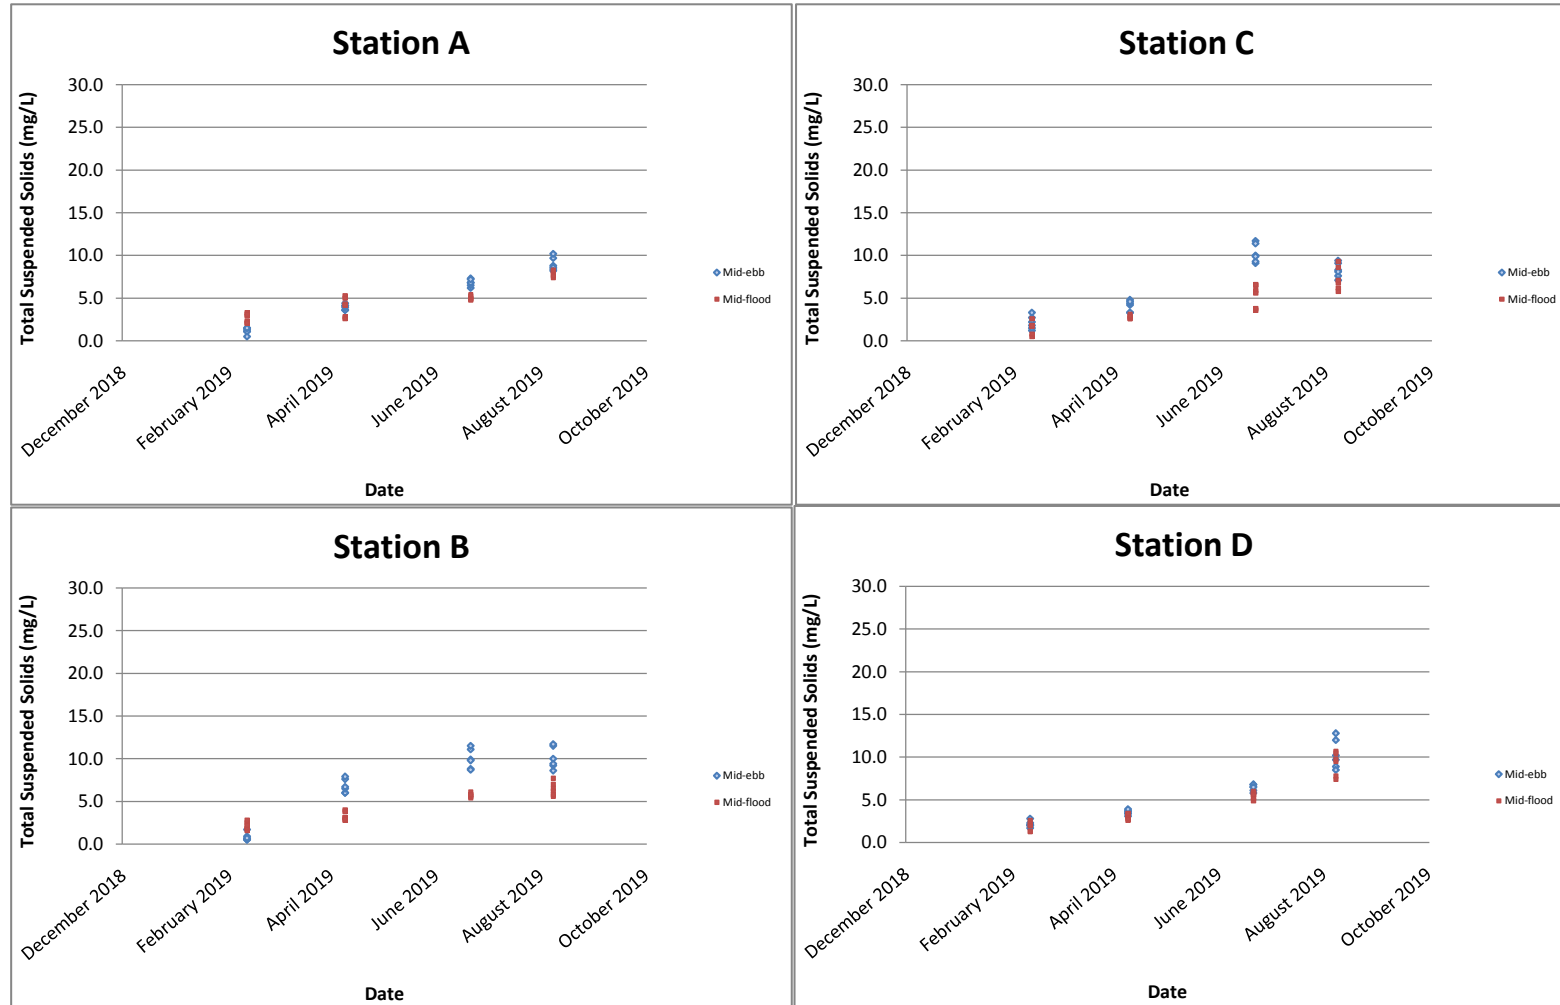 Station A
Total Suspended Solids (mg/L)
30.0
25.0
20.0
15.0
10.0
5.0
0.0
December 2018
February 2019
April 2019
June 2019
August 2019
October 2019
Date
Mid-ebb
Mid-flood
Station C
Total Suspended Solids (mg/L)
30.0
25.0
20.0
15.0
10.0
5.0
0.0
December 2018
February 2019
April 2019
June 2019
August 2019
October 2019
Date
Mid-ebb
Mid-flood
Station B
Total Suspended Solids (mg/L)
30.0
25.0
20.0
15.0
10.0
5.0
0.0
December 2018
February 2019
April 2019
June 2019
August 2019
October 2019
Date
Mid-ebb
Mid-flood
Station D
Total Suspended Solids (mg/L)
30.0
25.0
20.0
15.0
10.0
5.0
0.0
December 2018
February 2019
April 2019
June 2019
August 2019
October 2019
Date
Mid-ebb
Mid-flood